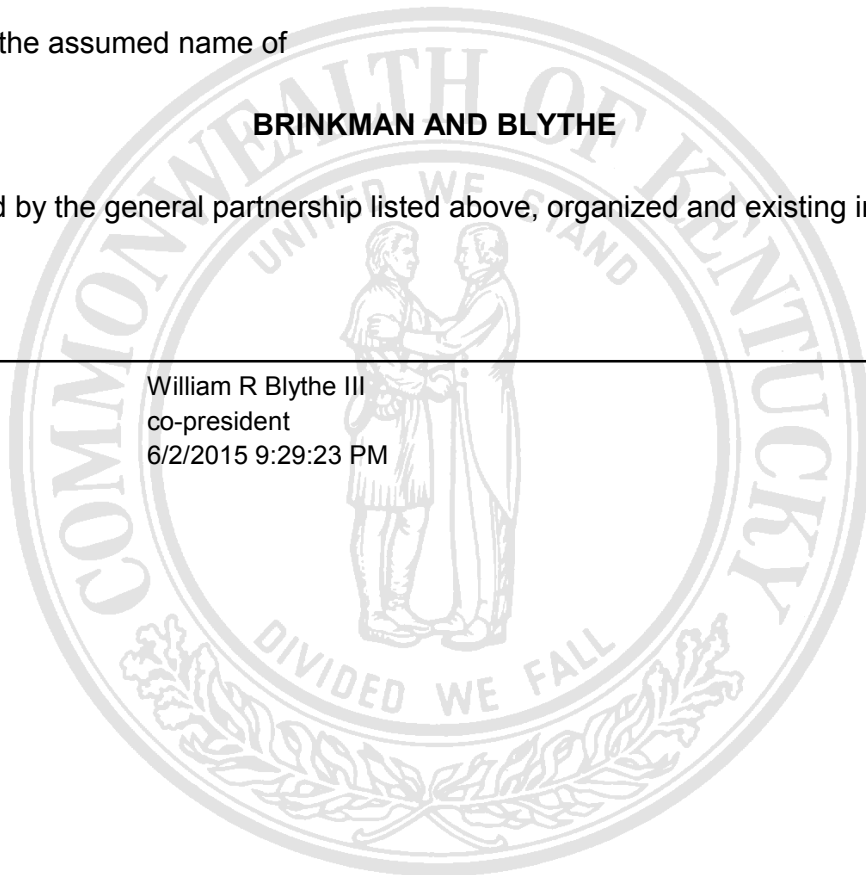 the assumed name of
BRINKMAN AND BLYTHE
by the general partnership listed above, organized and existing
William R Blythe III
co-president
6/2/2015 9:29:23 PM
COMMONWEALTH OF KENTUCKY
UNITED WE STAND
DIVIDED WE FALL